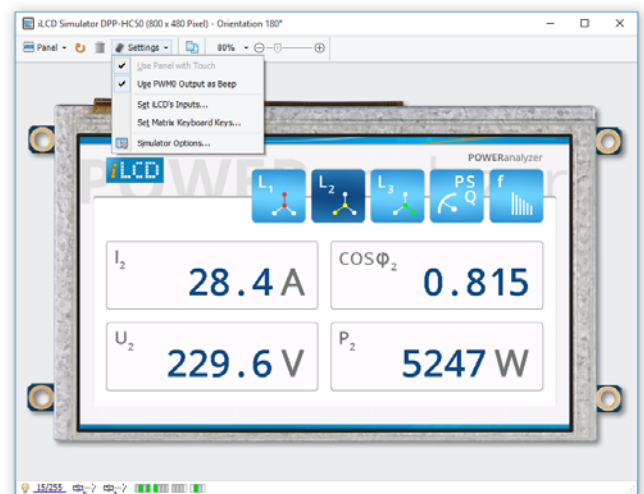 iLCD Simulator DPP-HC50 (800 x 480 Pixel) - Orientation 180°
Panel Settings 80%
Use Panel with Touch
Use PWM0 Output as Beep
Set iLCD's Inputs...
Set Matrix Keyboard Keys...
Simulator Options...
POWERanalyzer
iLCD
POWERanalyzer
L1 L2 L3 PS Q f
I2 28.4 A
COSφ2 0.815
U2 229.6 V
P2 5247 W
15/255